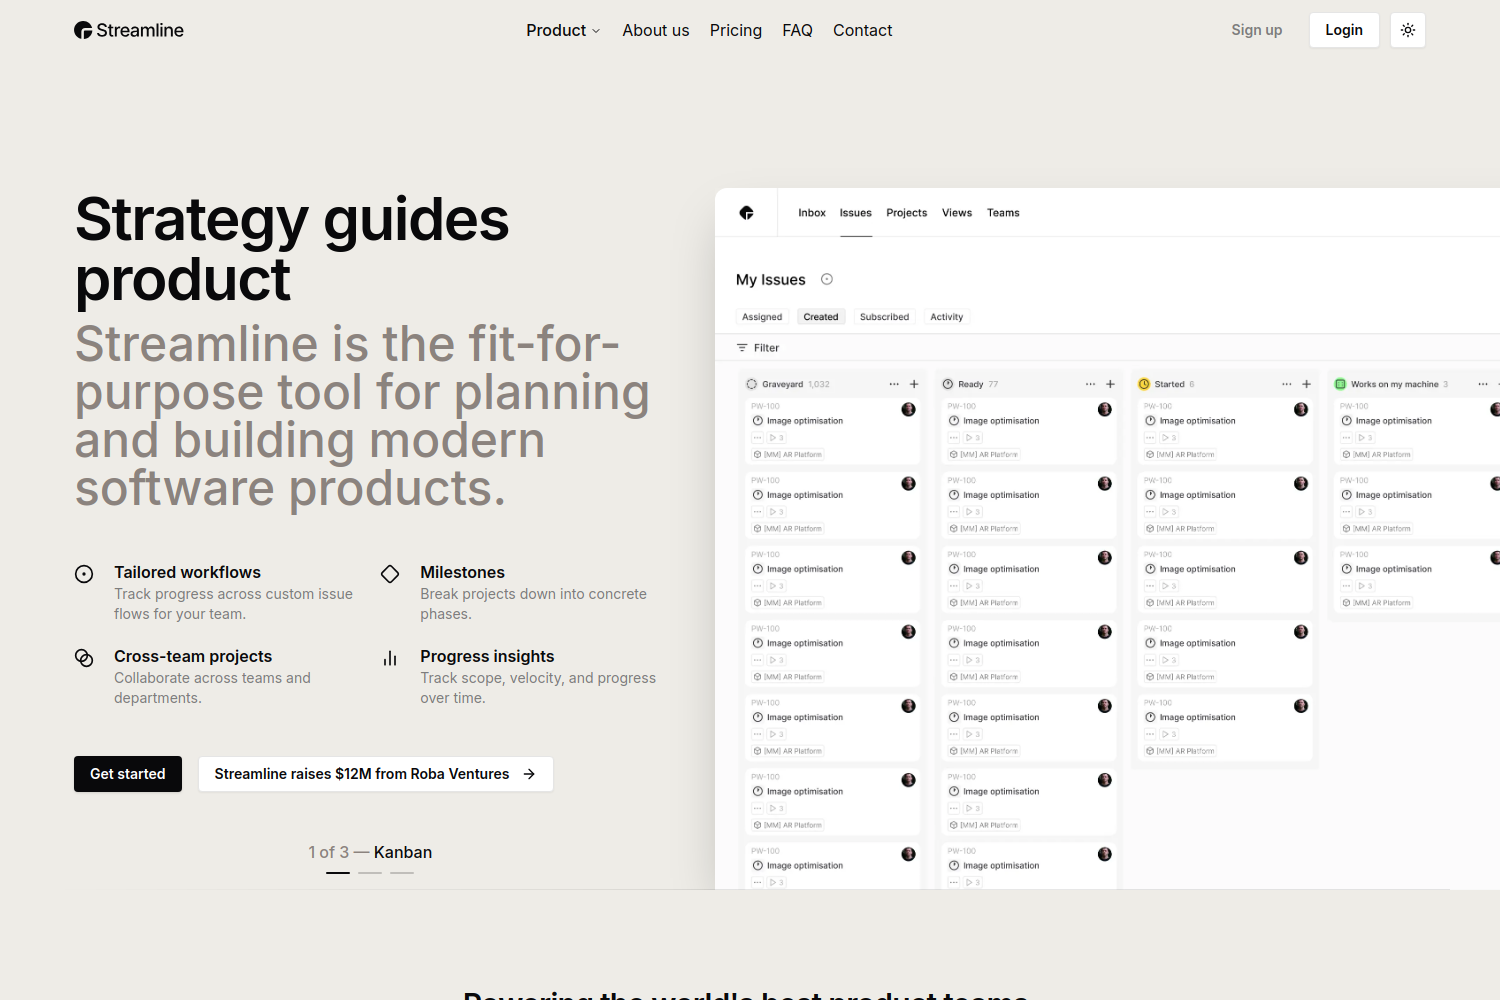 Streamline
Product
About us
Pricing
FAQ
Contact
Sign up
Login
Strategy guides
product
Streamline is the fit-for-
purpose tool for planning
and building modern
software products.
Tailored workflows
Track progress across custom issue
flows for your team.
Milestones
Break projects down into concrete
phases.
Cross-team projects
Collaborate across teams and
departments.
Progress insights
Track scope, velocity, and progress
over time.
Get started
Streamline raises $12M from Roba Ventures
1 of 3 — Kanban
Inbox
Issues
Projects
Views
Teams
My Issues
Assigned
Created
Subscribed
Activity
Filter
Graveyard 1,032
PW-100
Image optimisation
3
[MM] AR Platform
PW-100
Image optimisation
3
[MM] AR Platform
PW-100
Image optimisation
3
[MM] AR Platform
PW-100
Image optimisation
3
[MM] AR Platform
PW-100
Image optimisation
3
[MM] AR Platform
PW-100
Image optimisation
3
[MM] AR Platform
PW-100
Image optimisation
3
Ready 77
PW-100
Image optimisation
3
[MM] AR Platform
PW-100
Image optimisation
3
[MM] AR Platform
PW-100
Image optimisation
3
[MM] AR Platform
PW-100
Image optimisation
3
[MM] AR Platform
PW-100
Image optimisation
3
[MM] AR Platform
PW-100
Image optimisation
3
[MM] AR Platform
PW-100
Image optimisation
3
Started 6
PW-100
Image optimisation
3
[MM] AR Platform
PW-100
Image optimisation
3
[MM] AR Platform
PW-100
Image optimisation
3
[MM] AR Platform
PW-100
Image optimisation
3
[MM] AR Platform
PW-100
Image optimisation
3
[MM] AR Platform
Works on my machine 3
PW-100
Image optimisation
3
[MM] AR Platform
PW-100
Image optimisation
3
[MM] AR Platform
PW-100
Image optimisation
3
[MM] AR Platform
Powering the world's best product teams